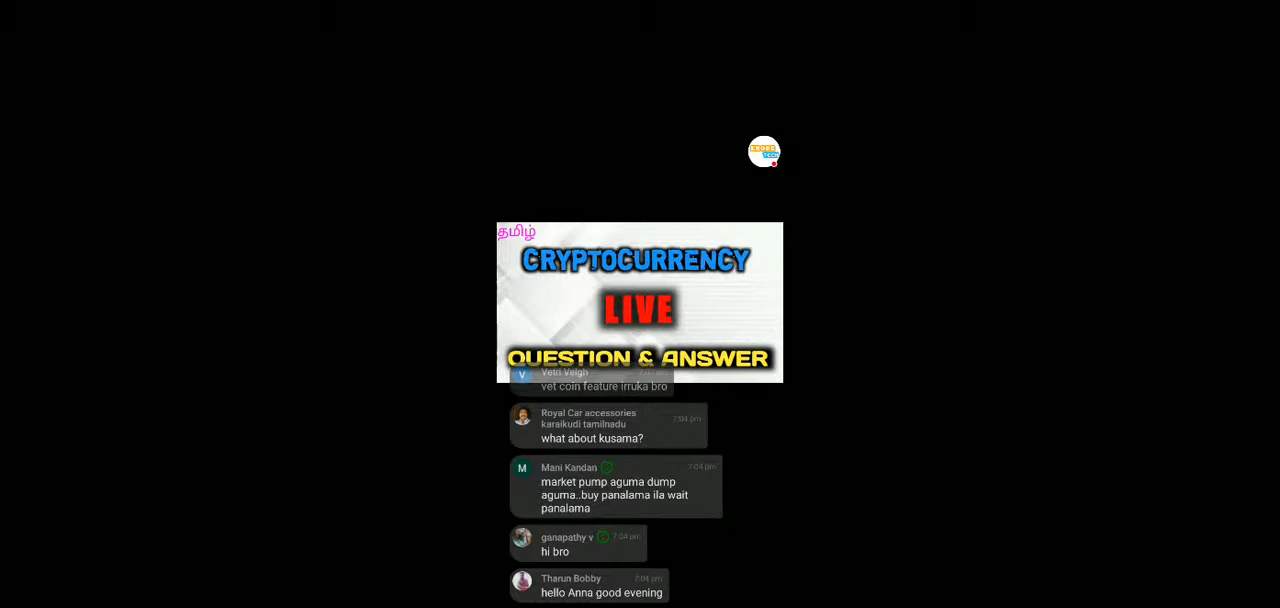 TECH
தமிழ்
CRYPTOCURRENCY
LIVE
QUESTION & ANSWER
V
Vetri Velgh
vet coin feature irruka bro
Royal Car accessories
karaikudi tamilnadu
7:04 pm
what about kusama?
M
Mani Kandan
7:04 pm
market pump aguma dump
aguma..buy panalama ila wait
panalama
ganapathy v
7:04 pm
hi bro
Tharun Bobby
7:04 pm
hello Anna good evening